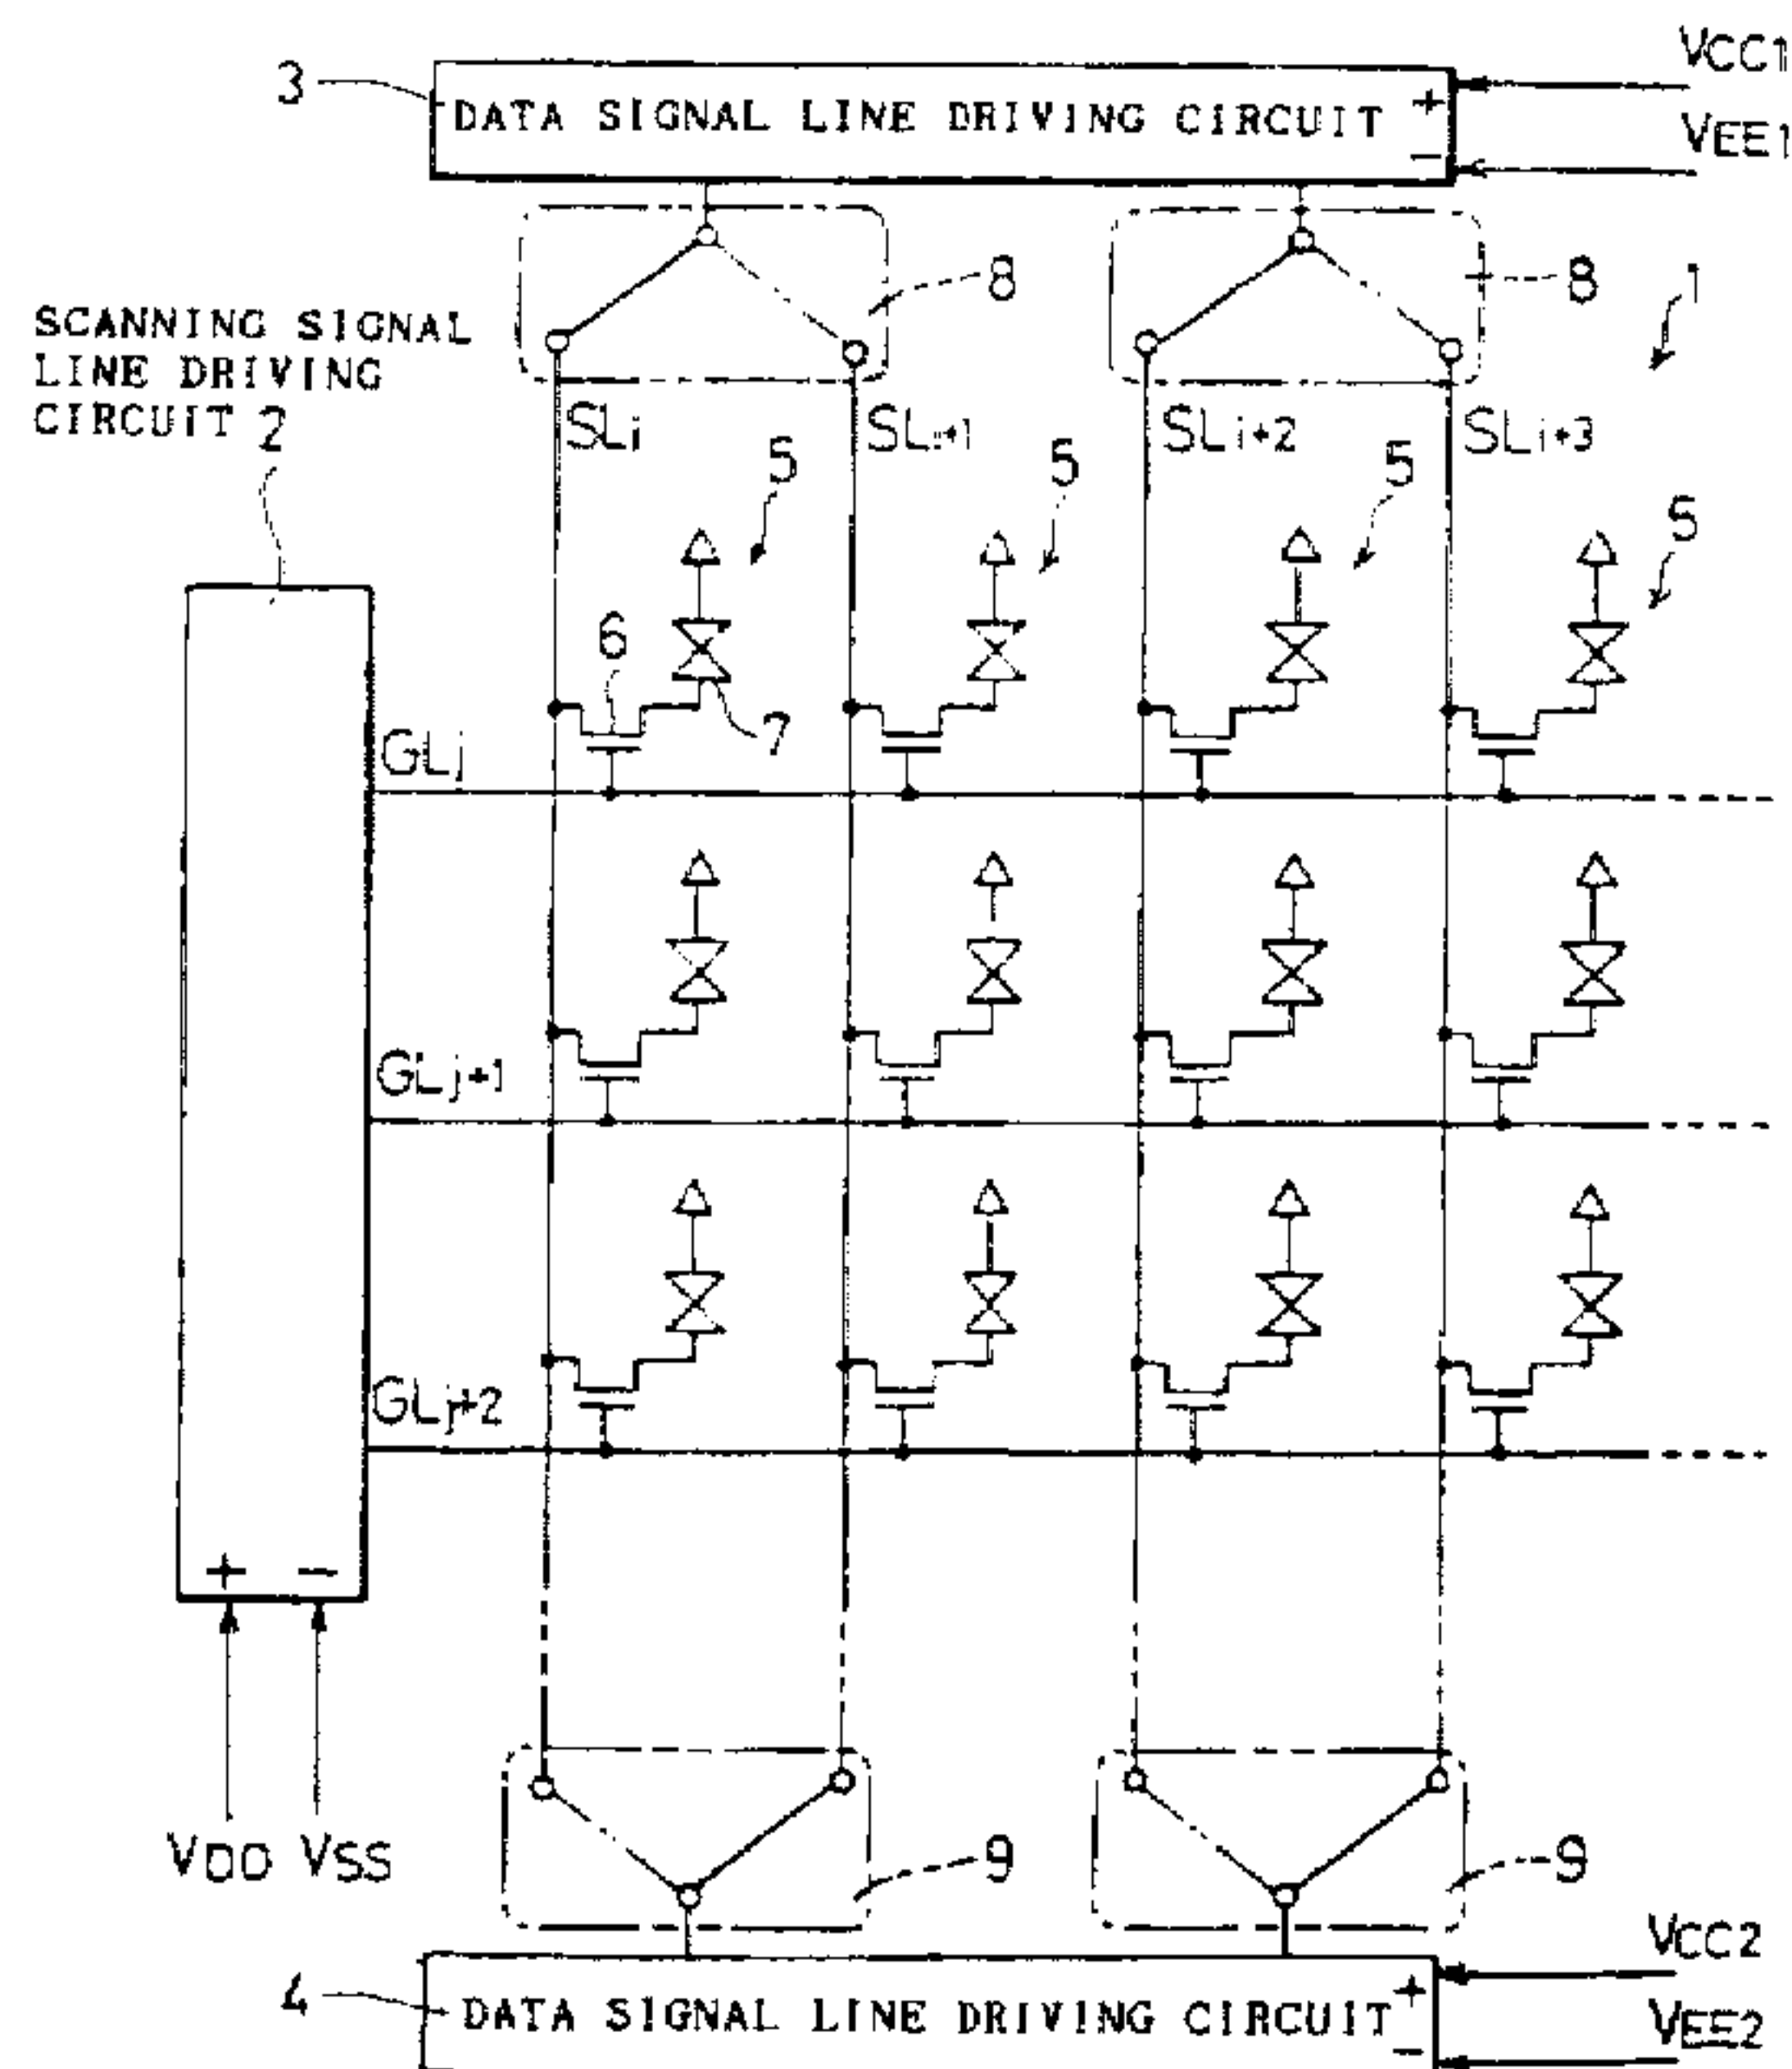 VCC1
3
DATA SIGNAL LINE DRIVING CIRCUIT
+
VEE1
−
8
8
1
SCANNING SIGNAL
LINE DRIVING
CIRCUIT 2
SLi
SLi+1
SLi+2
SLi+3
5
5
5
5
6
7
GLj
GLj+1
GLj+2
+
−
VDD
VSS
9
9
VCC2
4
DATA SIGNAL LINE DRIVING CIRCUIT
+
VEE2
−